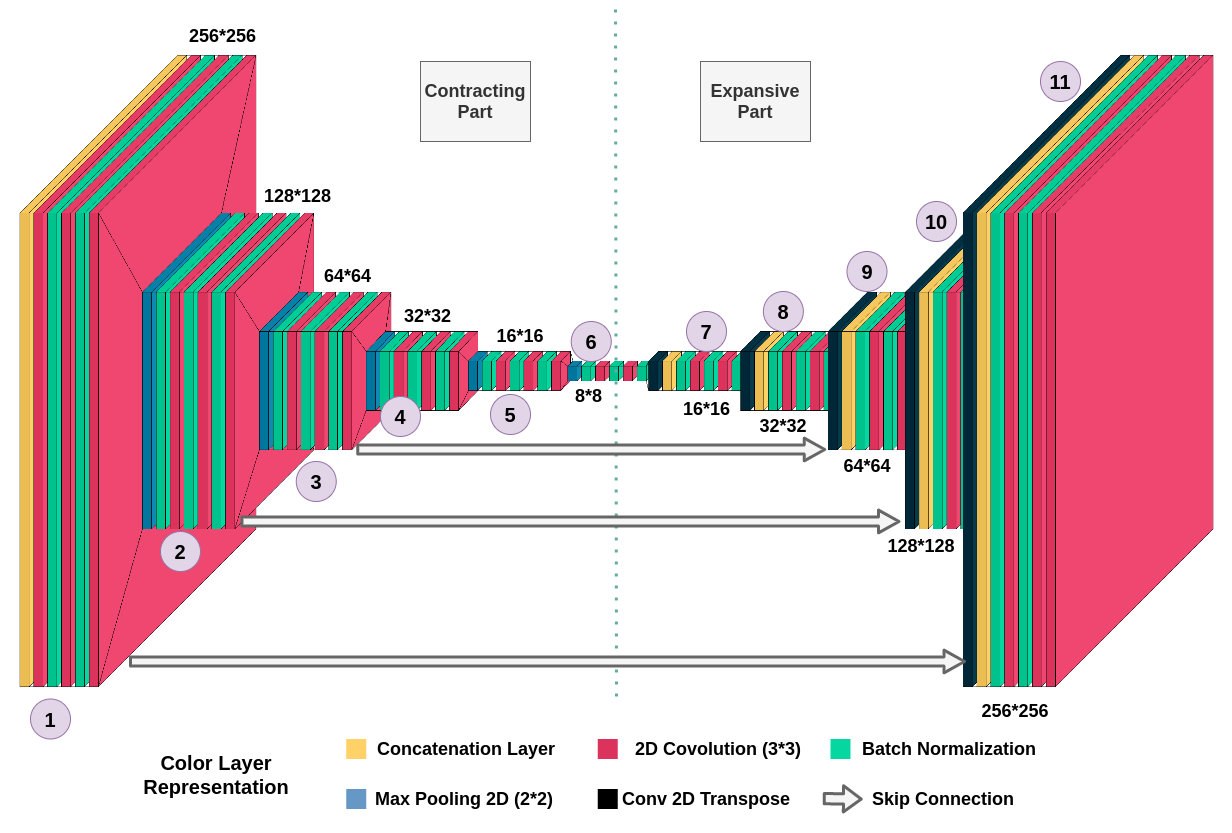 256*256
Contracting
Part
Expansive
Part
11
128*128
10
64*64
9
32*32
8
16*16
6
7
8*8
16*16
4
5
32*32
64*64
3
2
128*128
1
256*256
Color Layer
Representation
Concatenation Layer
2D Covolution (3*3)
Batch Normalization
Max Pooling 2D (2*2)
Conv 2D Transpose
Skip Connection